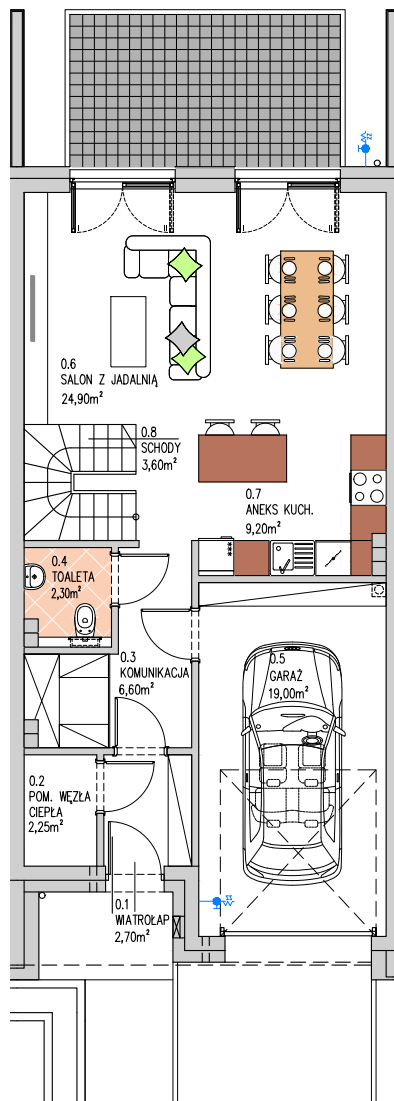 0.6
SALON Z JADALNIĄ
24,90m²
0.8
SCHODY
3,60m²
0.7
ANEKS KUCH.
9,20m²
0.4
TOALETA
2,30m²
0.3
KOMUNIKACJA
6,60m²
0.5
GARAŻ
19,00m²
0.2
POM. WĘZŁA
CIEPŁA
2,25m²
0.1
WIATROŁAP
2,70m²